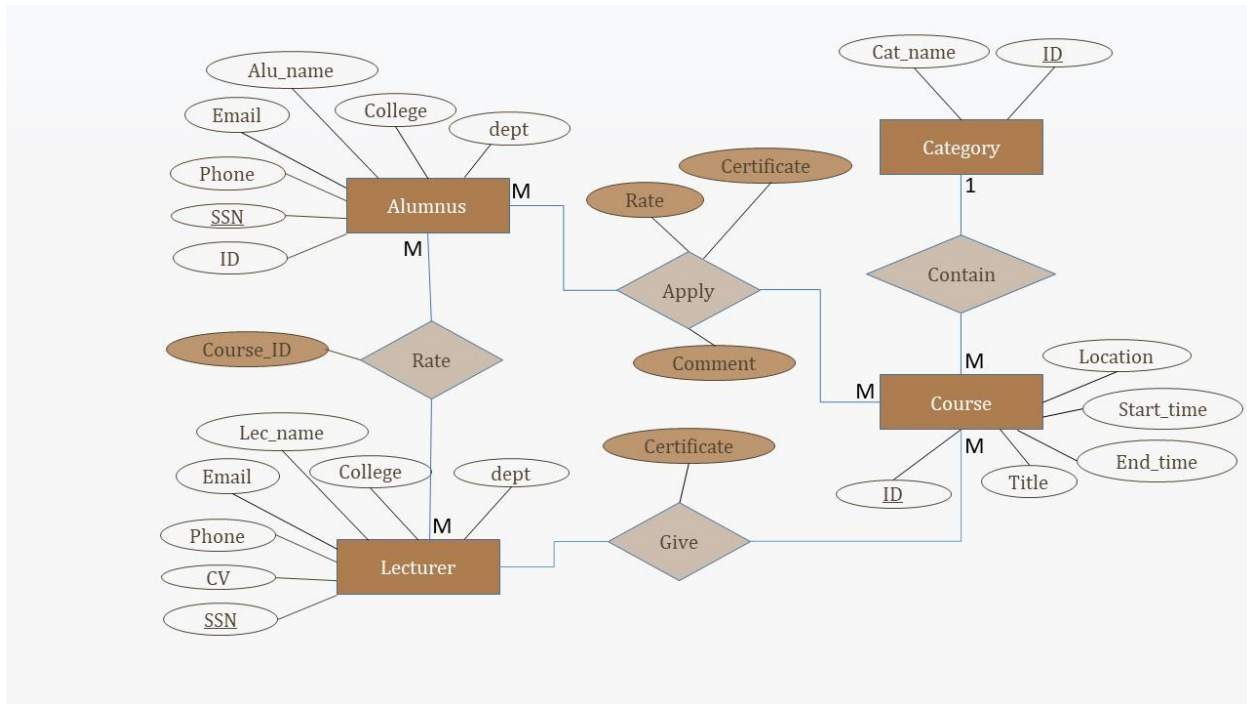 Cat_name
ID
Alu_name
College
Email
dept
Category
Phone
Certificate
Rate
SSN
Alumnus
M
1
ID
M
Contain
Apply
Course_ID
Rate
Comment
Location
M
M
Course
Start_time
Lec_name
Certificate
M
End_time
Email
College
dept
ID
Title
Phone
M
Give
CV
Lecturer
SSN